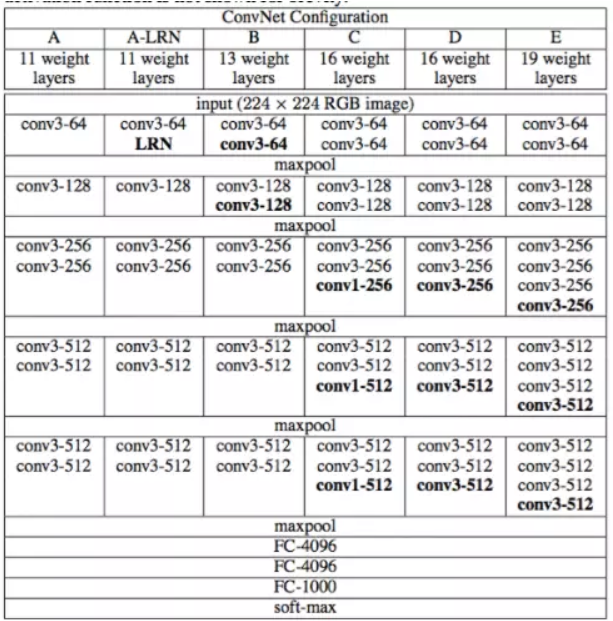 activation function is not shown for brevity.
ConvNet Configuration
A A-LRN B C D E
11 weight 11 weight 13 weight 16 weight 16 weight 19 weight
layers layers layers layers layers layers
input (224 × 224 RGB image)
conv3-64 conv3-64 conv3-64 conv3-64 conv3-64 conv3-64
LRN conv3-64 conv3-64 conv3-64 conv3-64
maxpool
conv3-128 conv3-128 conv3-128 conv3-128 conv3-128 conv3-128
conv3-128 conv3-128 conv3-128 conv3-128
maxpool
conv3-256 conv3-256 conv3-256 conv3-256 conv3-256 conv3-256
conv3-256 conv3-256 conv3-256 conv3-256 conv3-256 conv3-256
conv1-256 conv3-256 conv3-256
conv3-256
maxpool
conv3-512 conv3-512 conv3-512 conv3-512 conv3-512 conv3-512
conv3-512 conv3-512 conv3-512 conv3-512 conv3-512 conv3-512
conv1-512 conv3-512 conv3-512
conv3-512
maxpool
conv3-512 conv3-512 conv3-512 conv3-512 conv3-512 conv3-512
conv3-512 conv3-512 conv3-512 conv3-512 conv3-512 conv3-512
conv1-512 conv3-512 conv3-512
conv3-512
maxpool
FC-4096
FC-4096
FC-1000
soft-max